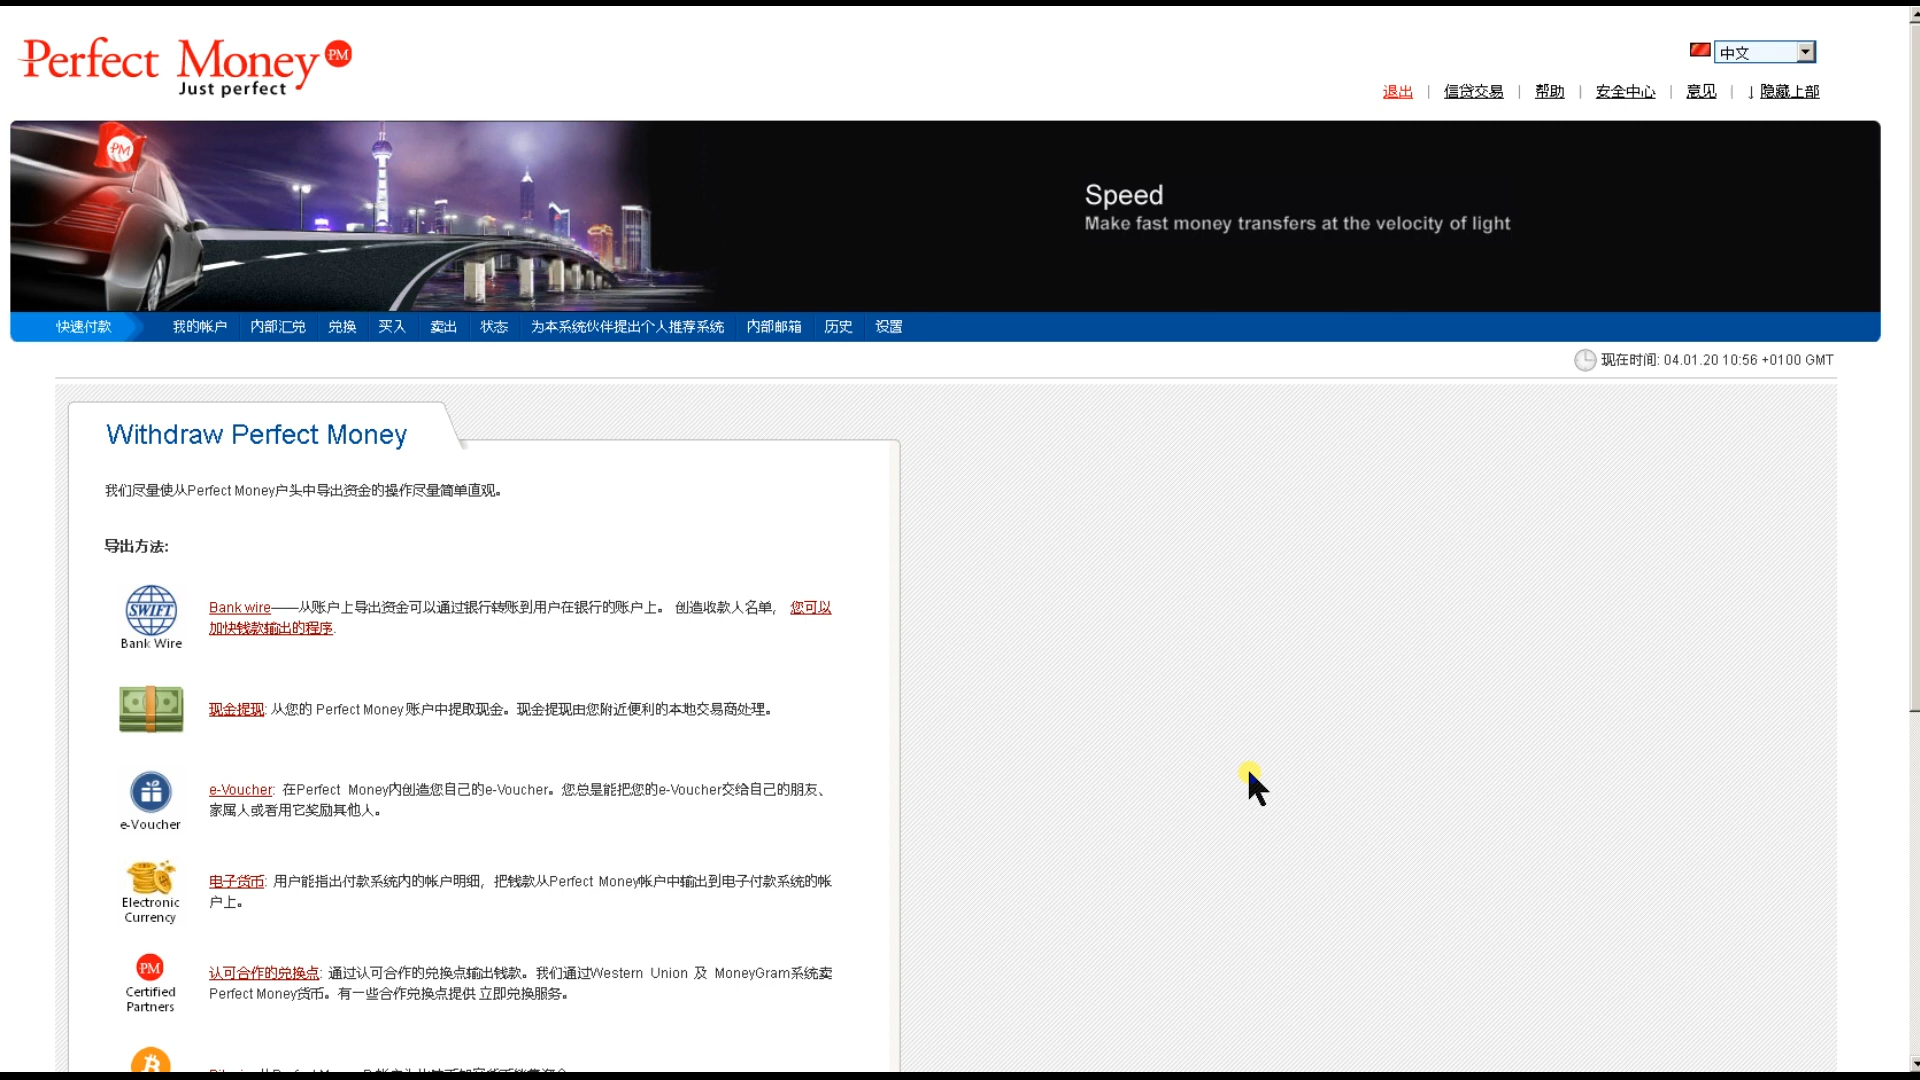 Perfect Money PM
Just perfect
中文
退出 | 信贷交易 | 帮助 | 安全中心 | 意见 | ↓ 隐藏上部
PM
Speed
Make fast money transfers at the velocity of light
快速付款 我的帐户 内部汇兑 兑换 买入 卖出 状态 为本系统伙伴提出个人推荐系统 内部邮箱 历史 设置
现在时间: 04.01.20 10:56 +0100 GMT
Withdraw Perfect Money
我们尽量使从Perfect Money户头中导出资金的操作尽量简单直观。
导出方法:
SWIFT
Bank Wire
Bank wire——从账户上导出资金可以通过银行转账到用户在银行的账户上。 创造收款人名单, 您可以
加快钱款输出的程序.
现金提现: 从您的 Perfect Money 账户中提取现金。现金提现由您附近便利的本地交易商处理。
e-Voucher
e-Voucher: 在Perfect Money内创造您自己的e-Voucher。您总是能把您的e-Voucher交给自己的朋友、
家属人或者用它奖励其他人。
Electronic
Currency
电子货币: 用户能指出付款系统内的帐户明细, 把钱款从Perfect Money帐户中输出到电子付款系统的帐
户上。
PM
Certified
Partners
认可合作的兑换点: 通过认可合作的兑换点输出钱款。我们通过Western Union 及 MoneyGram系统卖
Perfect Money货币。有一些合作兑换点提供 立即兑换服务。